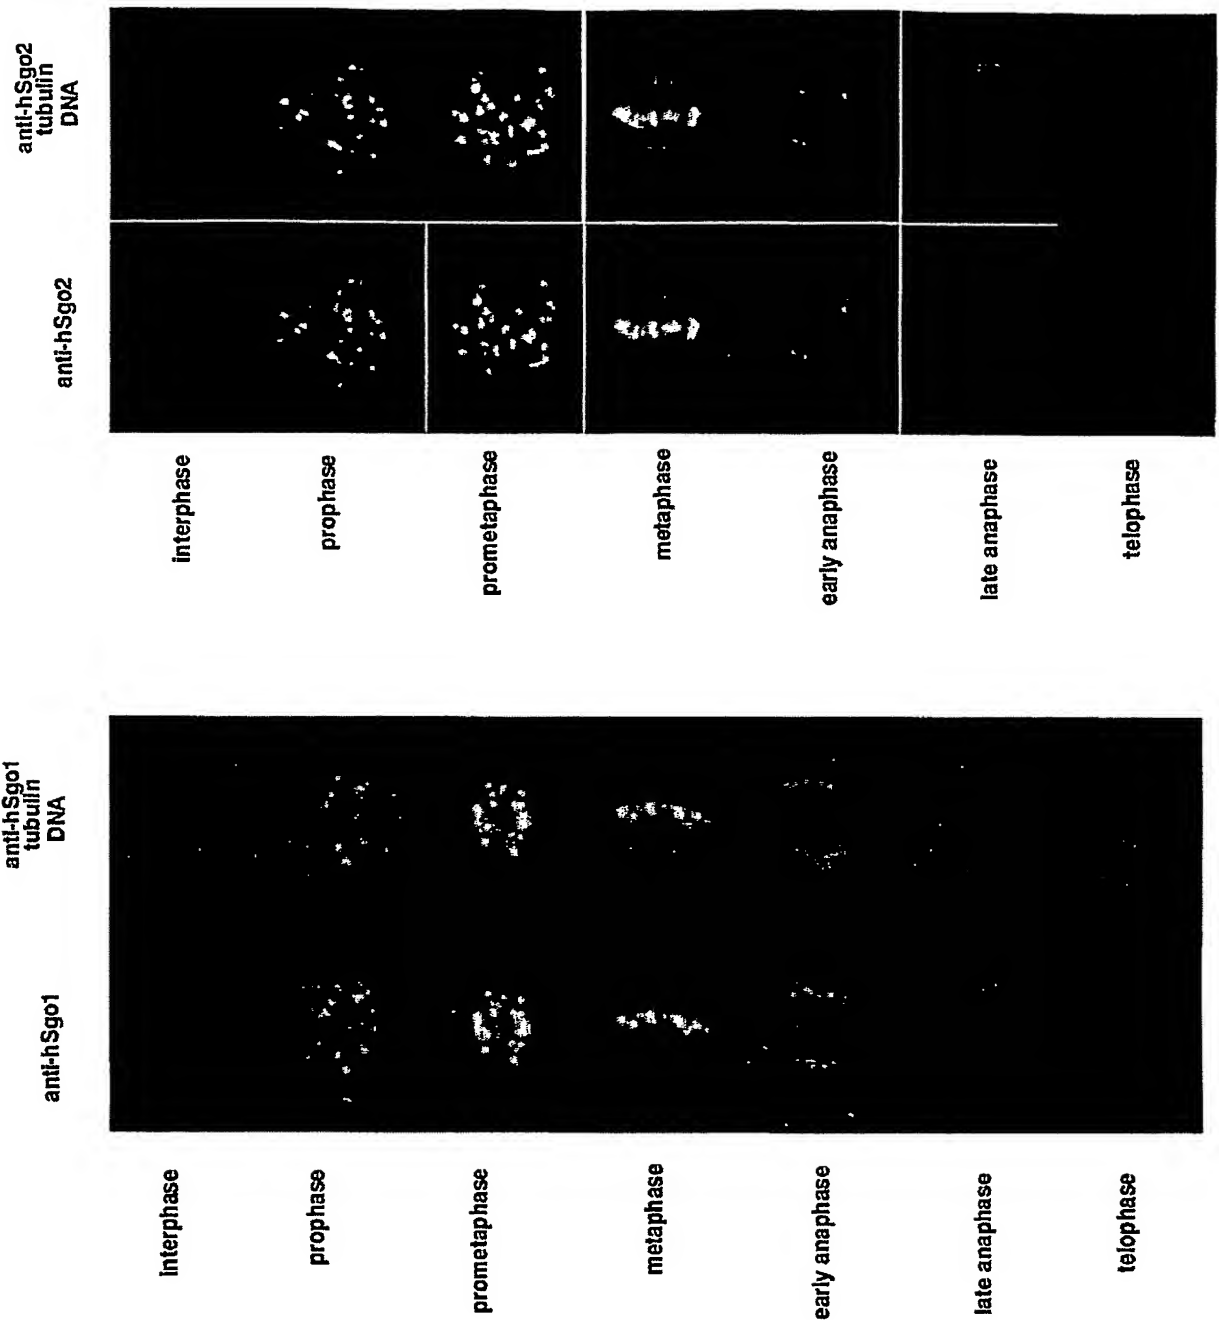 anti-hSgo2
tubulin
DNA
anti-hSgo2
interphase
prophase
prometaphase
metaphase
early anaphase
late anaphase
telophase
anti-hSgo1
tubulin
DNA
anti-hSgo1
interphase
prophase
prometaphase
metaphase
early anaphase
late anaphase
telophase